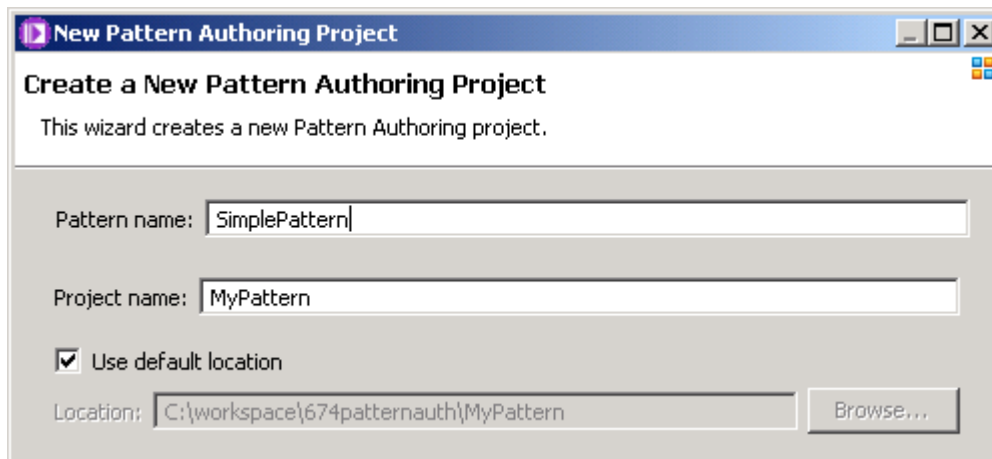 New Pattern Authoring Project
Create a New Pattern Authoring Project
This wizard creates a new Pattern Authoring project.
Pattern name: SimplePattern
Project name: MyPattern
Use default location
Location: C:\workspace\674patternauth\MyPattern Browse...